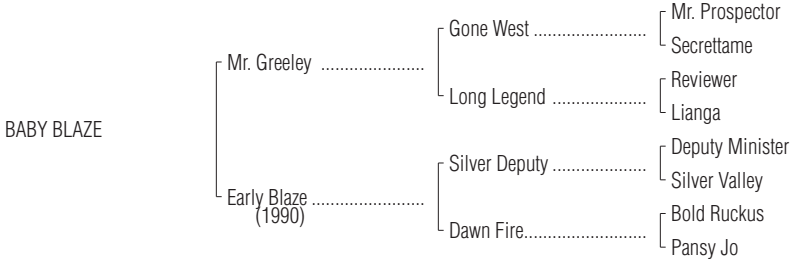 Mr. Prospector
Gone West ........................
Secrettame
Mr. Greeley ......................
Reviewer
Long Legend ....................
Lianga
BABY BLAZE
Deputy Minister
Silver Deputy ....................
Silver Valley
Early Blaze ........................
(1990)
Bold Ruckus
Dawn Fire..........................
Pansy Jo